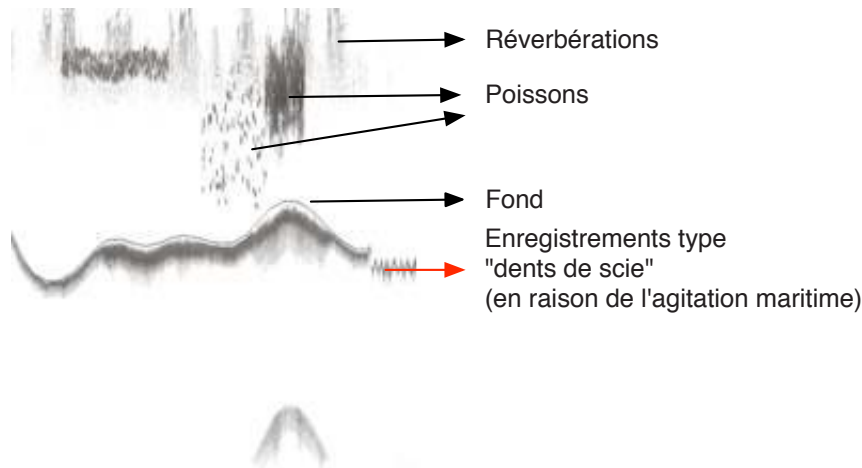 Réverbérations
Poissons
Fond
Enregistrements type
"dents de scie"
(en raison de l'agitation maritime)